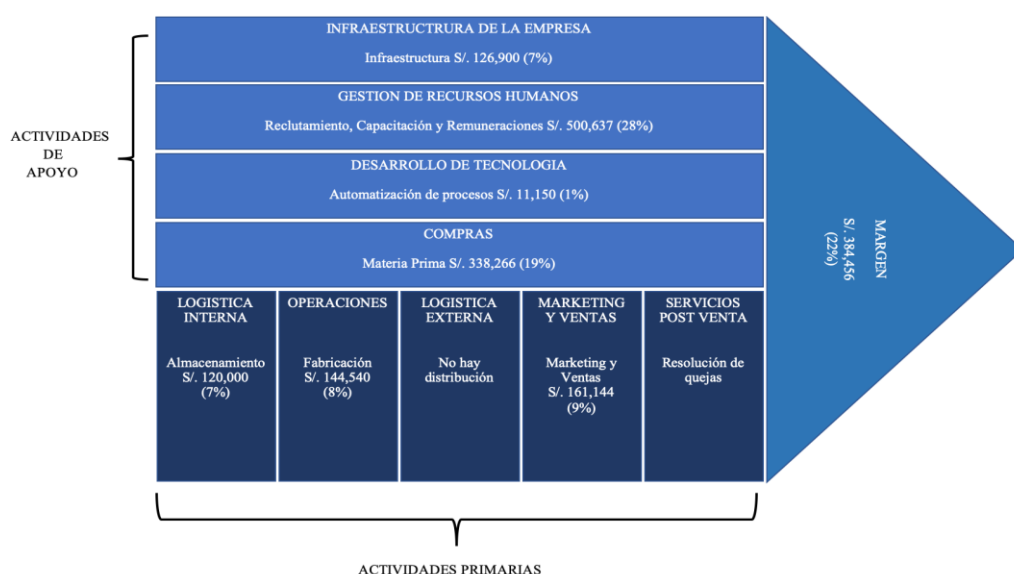 INFRAESTRUCTRURA DE LA EMPRESA
Infraestructura S/. 126,900 (7%)
GESTION DE RECURSOS HUMANOS
Reclutamiento, Capacitación y Remuneraciones S/. 500,637 (28%)
ACTIVIDADES
DE
APOYO
DESARROLLO DE TECNOLOGIA
Automatización de procesos S/. 11,150 (1%)
COMPRAS
Materia Prima S/. 338,266 (19%)
MARGEN
S/. 384,456
(22%)
LOGISTICA
INTERNA
Almacenamiento
S/. 120,000
(7%)
OPERACIONES
Fabricación
S/. 144,540
(8%)
LOGISTICA
EXTERNA
No hay
distribución
MARKETING
Y VENTAS
Marketing y
Ventas
S/. 161,144
(9%)
SERVICIOS
POST VENTA
Resolución de
quejas
ACTIVIDADES PRIMARIAS